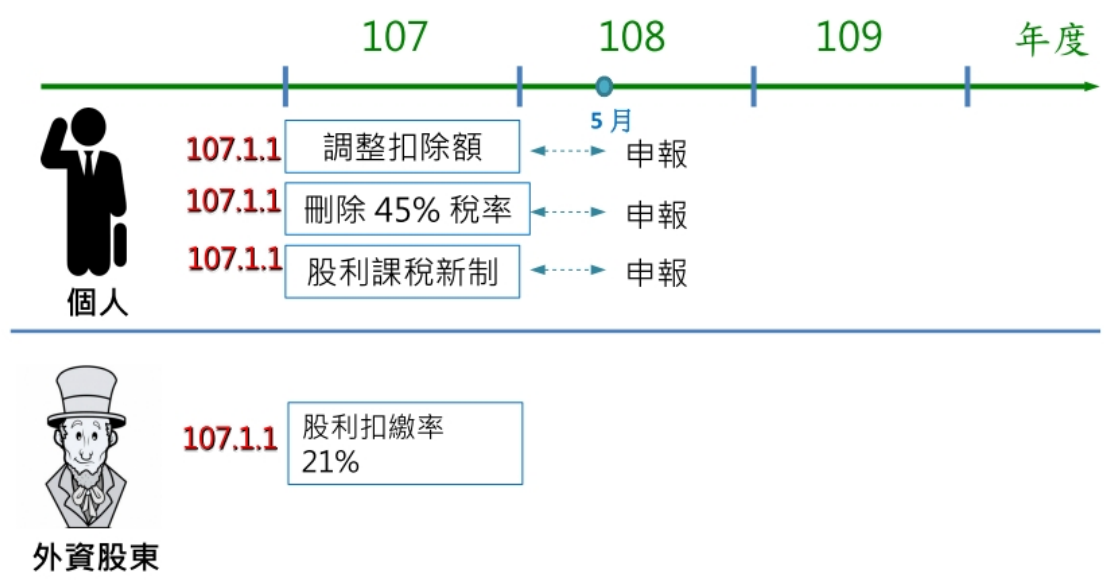 107 108 109 年度
5 月
107.1.1 調整扣除額 申報
107.1.1 刪除 45% 稅率 申報
107.1.1 股利課稅新制 申報
個人
107.1.1 股利扣繳率
21%
外資股東